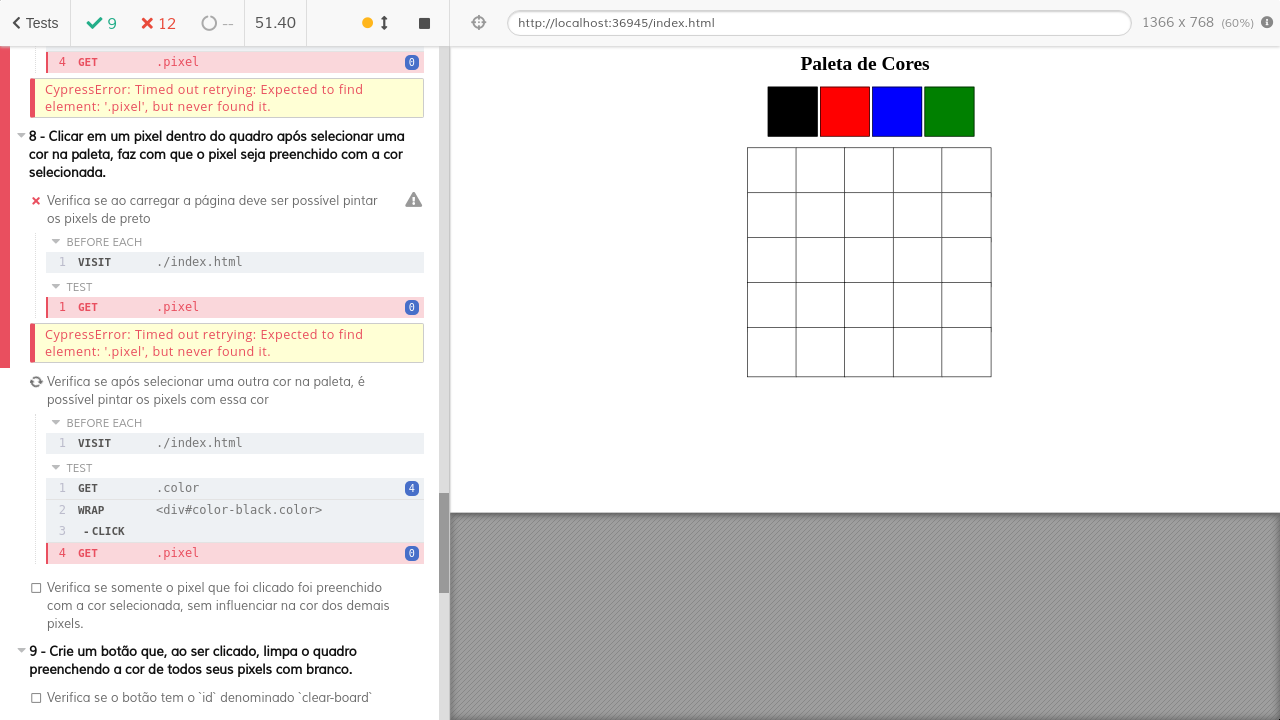 Tests
9
12
--
51.40
http://localhost:36945/index.html
1366 x 768 (60%)
4 GET .pixel 0
CypressError: Timed out retrying: Expected to find
element: '.pixel', but never found it.
8 - Clicar em um pixel dentro do quadro após selecionar uma
cor na paleta, faz com que o pixel seja preenchido com a cor
selecionada.
Verifica se ao carregar a página deve ser possível pintar
os pixels de preto
BEFORE EACH
1 VISIT ./index.html
TEST
1 GET .pixel 0
CypressError: Timed out retrying: Expected to find
element: '.pixel', but never found it.
Verifica se após selecionar uma outra cor na paleta, é
possível pintar os pixels com essa cor
BEFORE EACH
1 VISIT ./index.html
TEST
1 GET .color 4
2 WRAP <div#color-black.color>
3 - CLICK
4 GET .pixel 0
Verifica se somente o pixel que foi clicado foi preenchido
com a cor selecionada, sem influenciar na cor dos demais
pixels.
9 - Crie um botão que, ao ser clicado, limpa o quadro
preenchendo a cor de todos seus pixels com branco.
Verifica se o botão tem o `id` denominado `clear-board`
Paleta de Cores